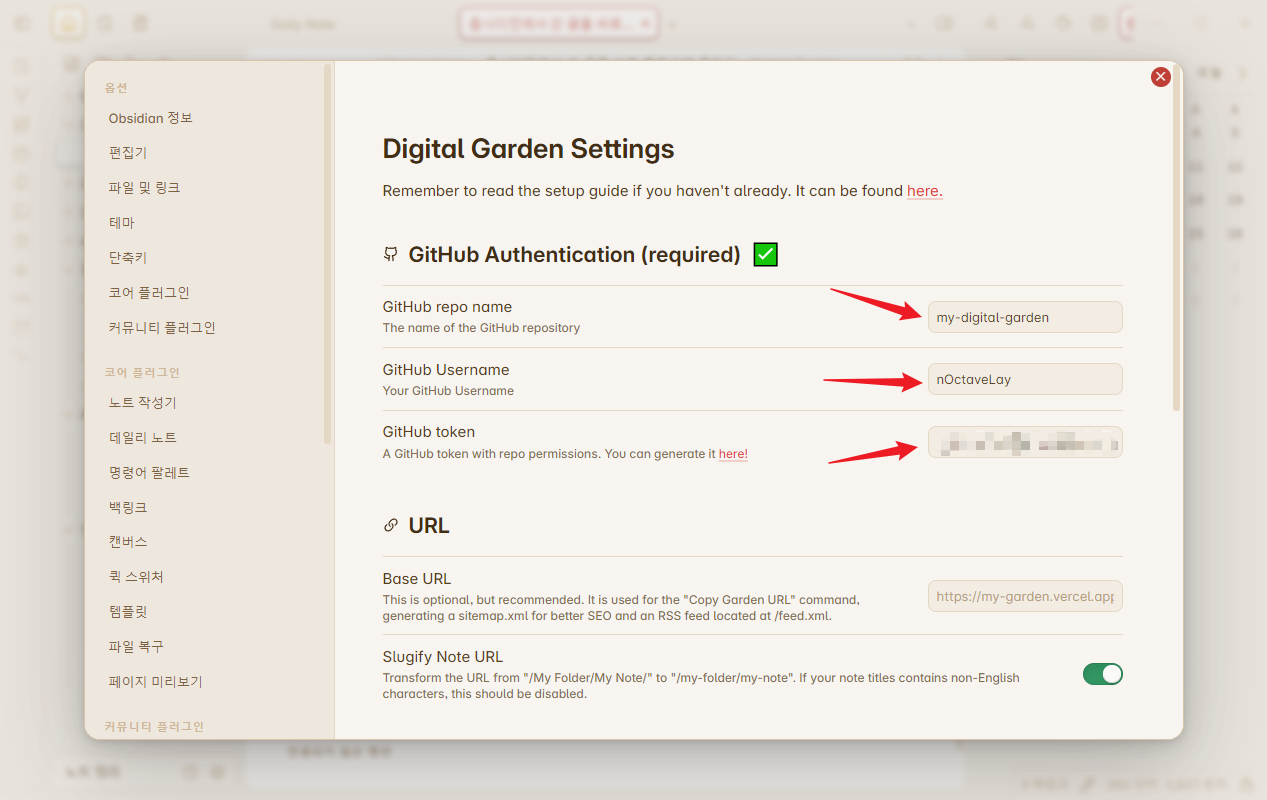 Daily Note
옵션
Obsidian 정보
편집기
파일 및 링크
테마
단축키
코어 플러그인
커뮤니티 플러그인
코어 플러그인
노트 작성기
데일리 노트
명령어 팔레트
백링크
캔버스
퀵 스위처
템플릿
파일 복구
페이지 미리보기
커뮤니티 플러그인
Digital Garden Settings
Remember to read the setup guide if you haven't already. It can be found here.
GitHub Authentication (required) ✅
GitHub repo name
The name of the GitHub repository
my-digital-garden
GitHub Username
Your GitHub Username
nOctaveLay
GitHub token
A GitHub token with repo permissions. You can generate it here!
URL
Base URL
This is optional, but recommended. It is used for the "Copy Garden URL" command,
generating a sitemap.xml for better SEO and an RSS feed located at /feed.xml.
https://my-garden.vercel.app
Slugify Note URL
Transform the URL from "/My Folder/My Note/" to "/my-folder/my-note". If your note titles contains non-English
characters, this should be disabled.